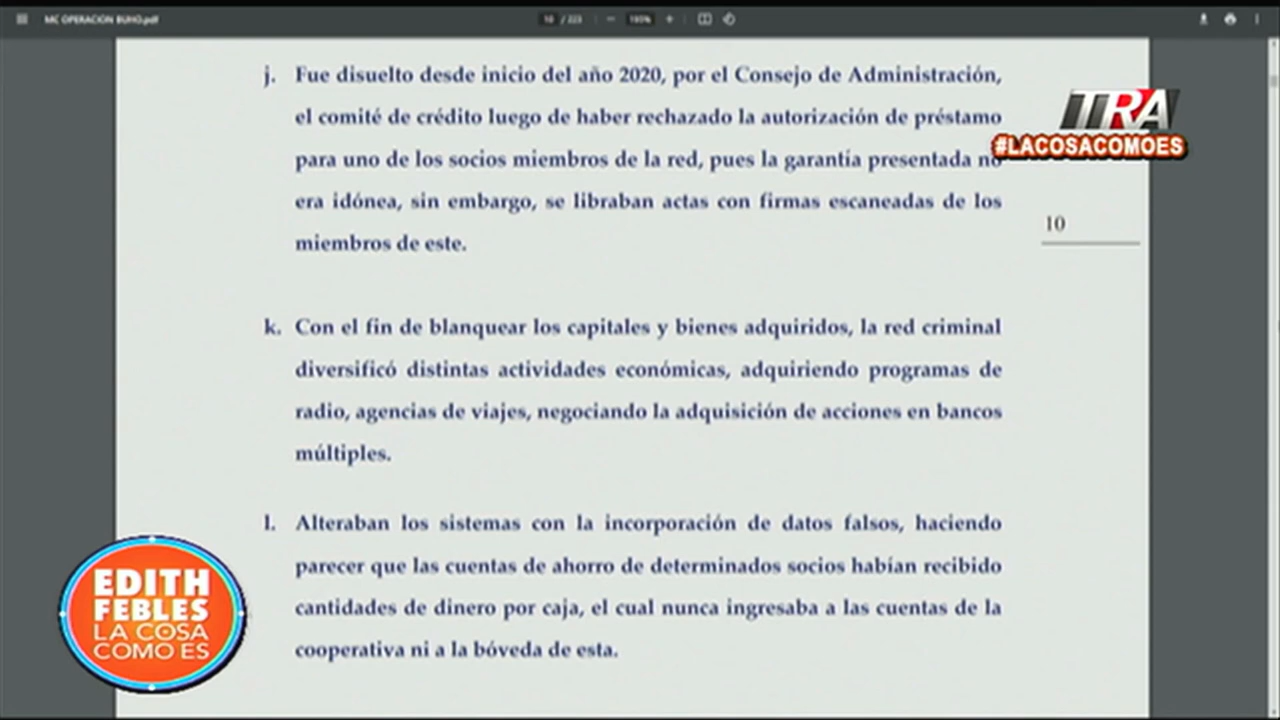 MC OPERACION BUHO.pdf
10 / 223
100%
j. Fue disuelto desde inicio del año 2020, por el Consejo de Administración,
el comité de crédito luego de haber rechazado la autorización de préstamo
para uno de los socios miembros de la red, pues la garantía presentada no
era idónea, sin embargo, se libraban actas con firmas escaneadas de los
miembros de este.
TRA
#LACOSACOMOES
10
k. Con el fin de blanquear los capitales y bienes adquiridos, la red criminal
diversificó distintas actividades económicas, adquiriendo programas de
radio, agencias de viajes, negociando la adquisición de acciones en bancos
múltiples.
l. Alteraban los sistemas con la incorporación de datos falsos, haciendo
parecer que las cuentas de ahorro de determinados socios habían recibido
cantidades de dinero por caja, el cual nunca ingresaba a las cuentas de la
cooperativa ni a la bóveda de esta.
EDITH
FEBLES
LA COSA
COMO ES